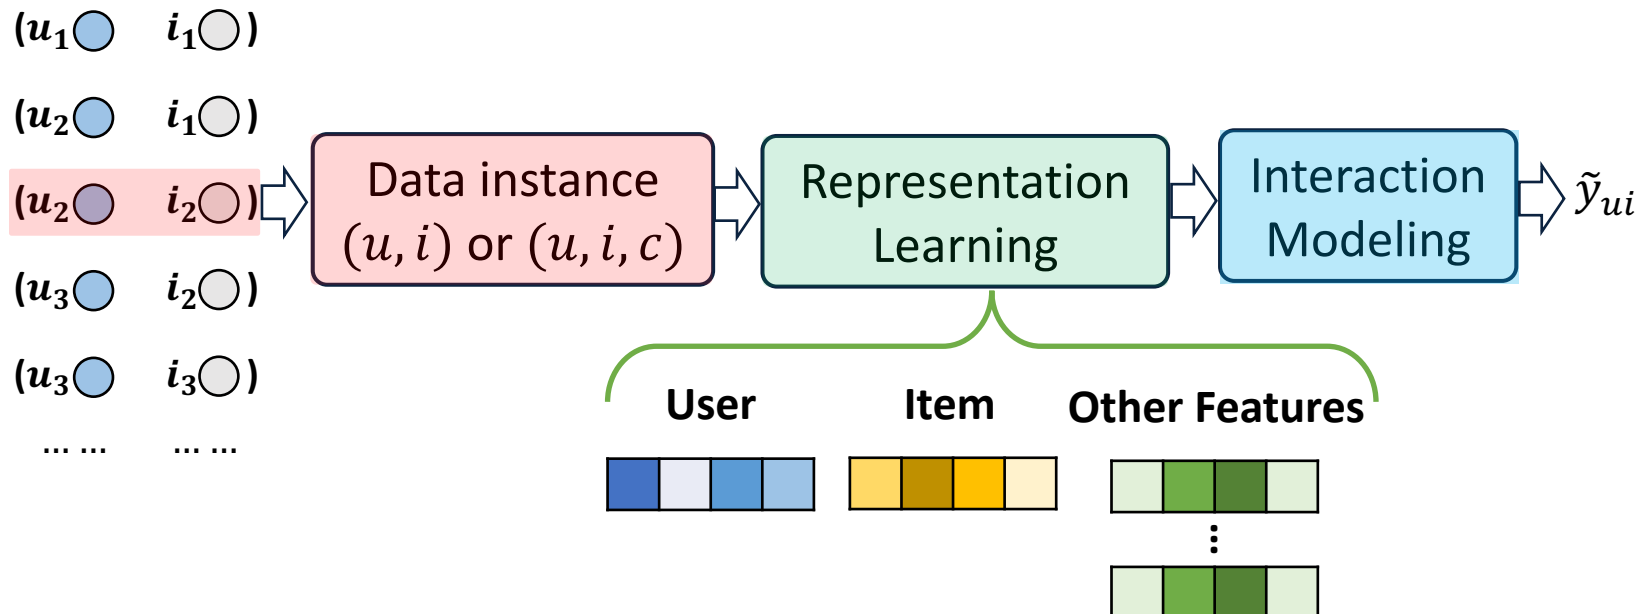 (u₁ i₁ )
(u₂ i₁ )
(u₂ i₂ )
(u₃ i₂ )
(u₃ i₃ )
... ... ... ...
Data instance
(u, i) or (u, i, c)
Representation
Learning
Interaction
Modeling
ỹᵤᵢ
User
Item
Other Features